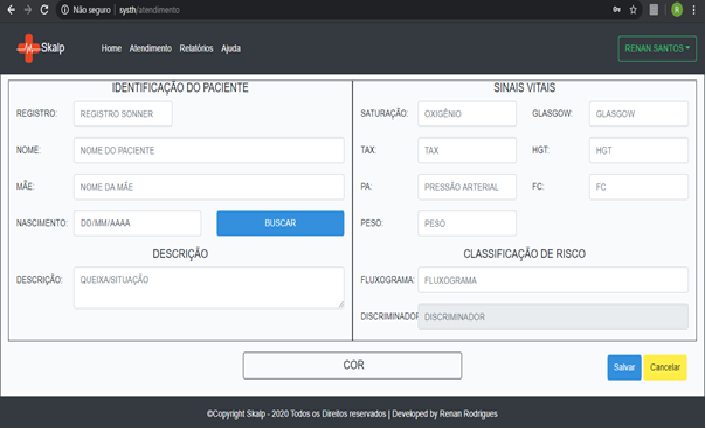 Não seguro | systh/atendimento
R
Skalp
Home Atendimento Relatórios Ajuda
RENAN SANTOS
IDENTIFICAÇÃO DO PACIENTE
REGISTRO: REGISTRO SONNER
NOME: NOME DO PACIENTE
MÃE: NOME DA MÃE
NASCIMENTO: DD/MM/AAAA BUSCAR
DESCRIÇÃO
DESCRIÇÃO: QUEIXA/SITUAÇÃO
SINAIS VITAIS
SATURAÇÃO: OXIGÊNIO GLASGOW: GLASGOW
TAX: TAX HGT: HGT
PA: PRESSÃO ARTERIAL FC: FC
PESO: PESO
CLASSIFICAÇÃO DE RISCO
FLUXOGRAMA: FLUXOGRAMA
DISCRIMINADOR DISCRIMINADOR
COR
Salvar Cancelar
©Copyright Skalp - 2020 Todos os Direitos reservados | Developed by Renan Rodrigues